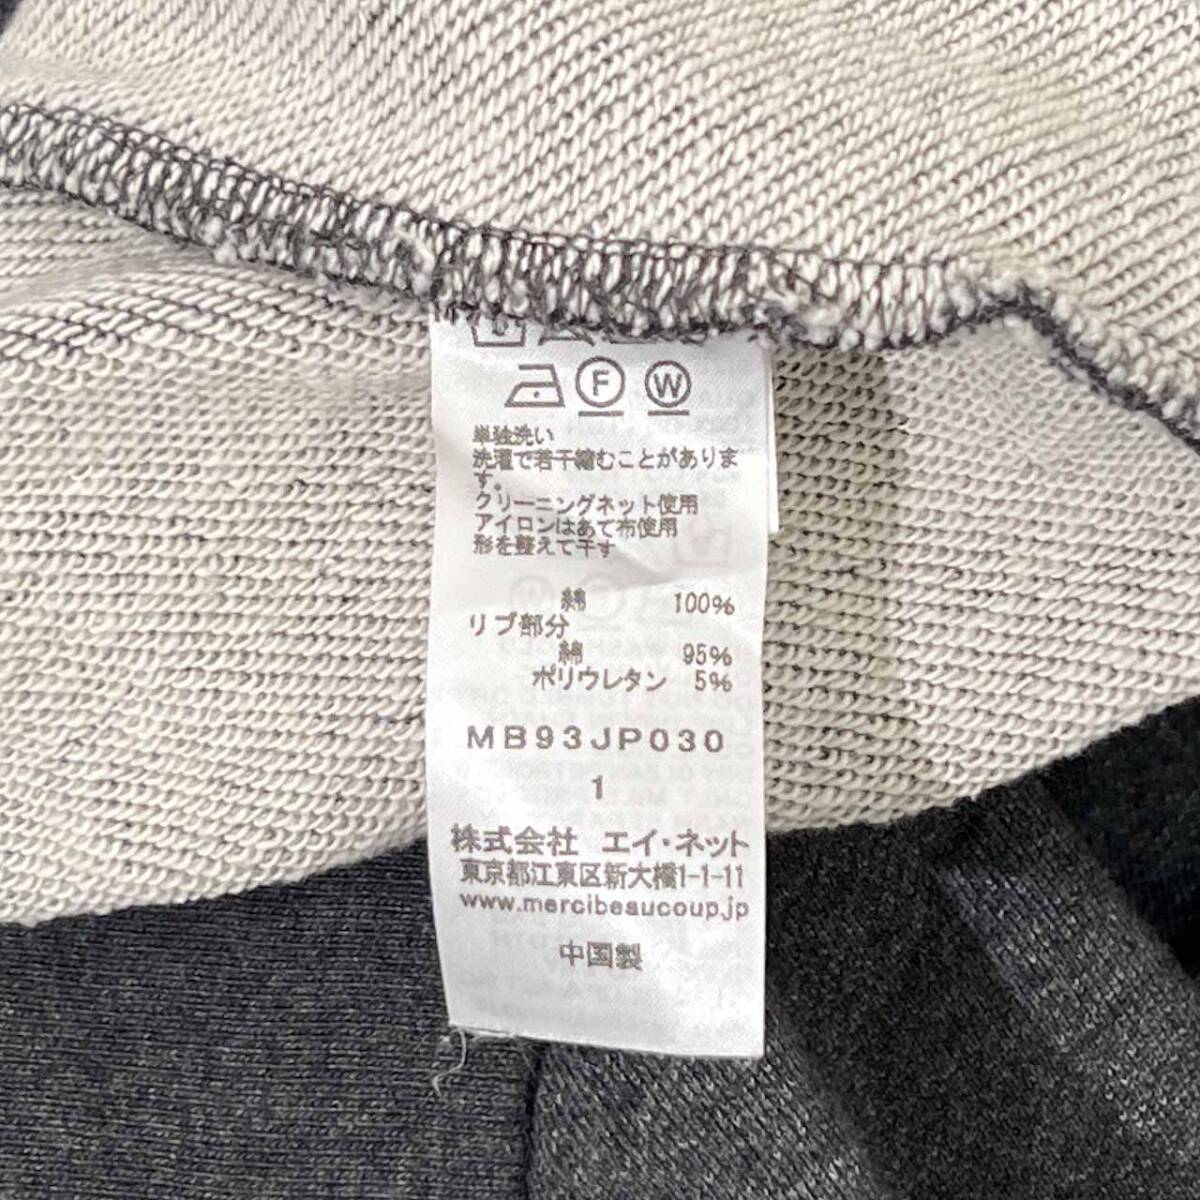 F W
単独洗い
洗濯で若干縮むことがありま
す。
クリーニングネット使用
アイロンはあて布使用
形を整えて干す
綿 100%
リブ部分
綿 95%
ポリウレタン 5%
MB93JP030
1
株式会社 エイ・ネット
東京都江東区新大橋1-1-11
www.mercibeaucoup.jp
中国製